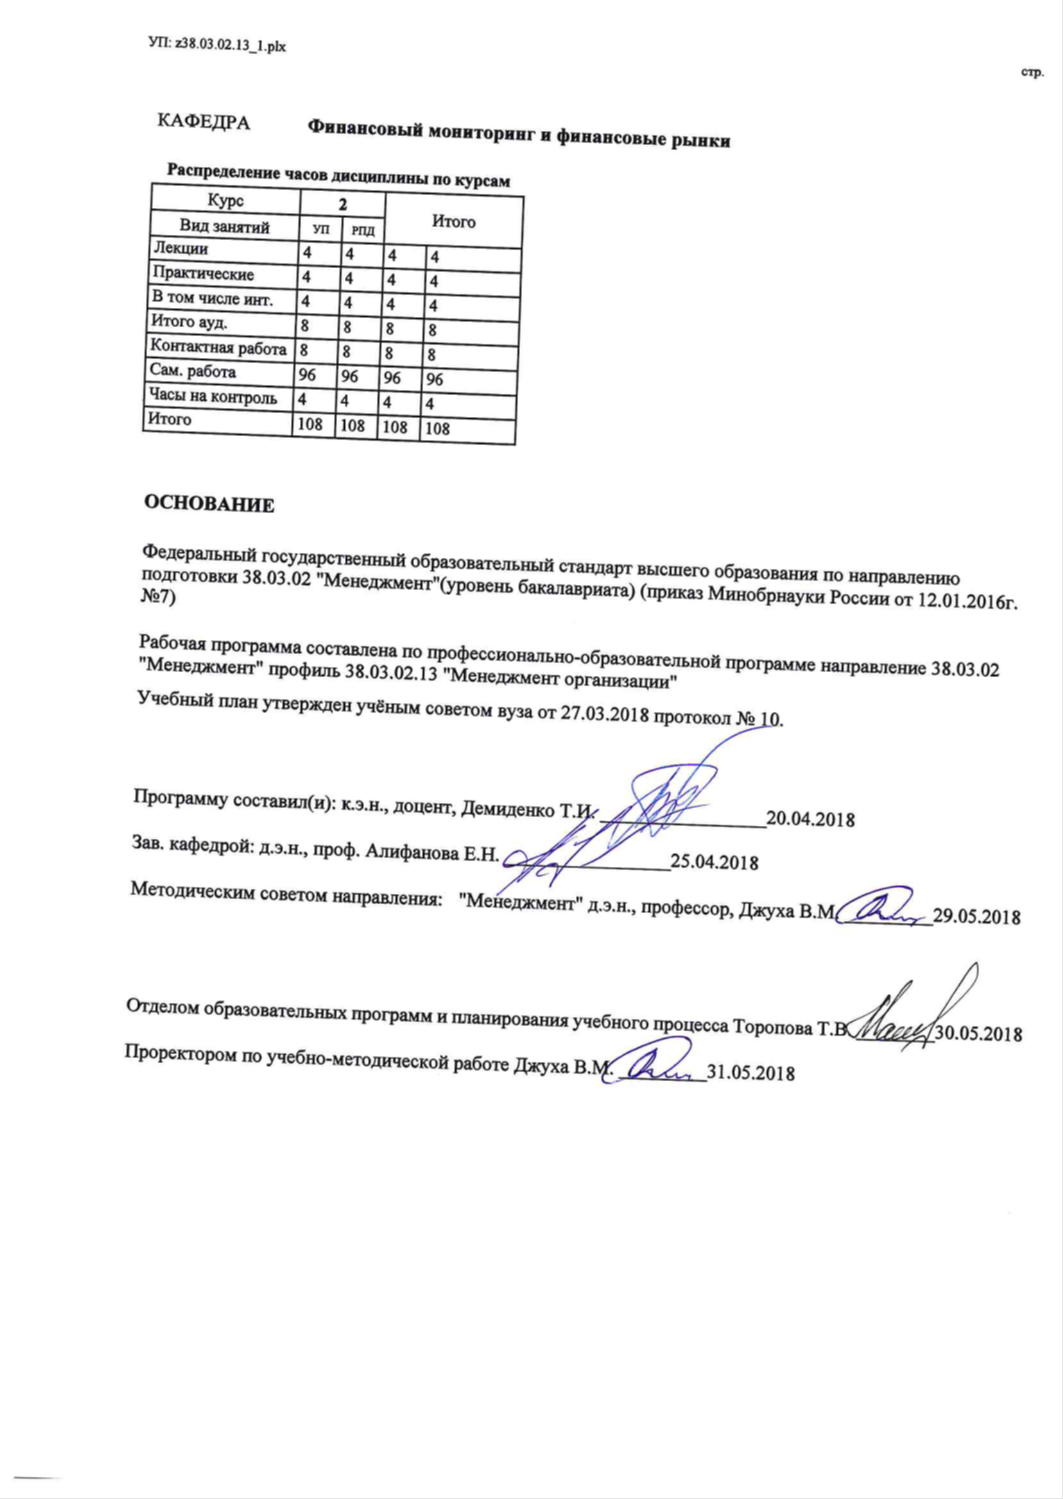 УП: z38.03.02.13_1.plx
стр.
КАФЕДРА Финансовый мониторинг и финансовые рынки
Распределение часов дисциплины по курсам
Курс 2 Итого
Вид занятий УП РПД
Лекции 4 4 4 4
Практические 4 4 4 4
В том числе инт. 4 4 4 4
Итого ауд. 8 8 8 8
Контактная работа 8 8 8 8
Сам. работа 96 96 96 96
Часы на контроль 4 4 4 4
Итого 108 108 108 108
ОСНОВАНИЕ
Федеральный государственный образовательный стандарт высшего образования по направлению
подготовки 38.03.02 "Менеджмент"(уровень бакалавриата) (приказ Минобрнауки России от 12.01.2016г.
№7)
Рабочая программа составлена по профессионально-образовательной программе направление 38.03.02
"Менеджмент" профиль 38.03.02.13 "Менеджмент организации"
Учебный план утвержден учёным советом вуза от 27.03.2018 протокол № 10.
Программу составил(и): к.э.н., доцент, Демиденко Т.И. 20.04.2018
Зав. кафедрой: д.э.н., проф. Алифанова Е.Н. 25.04.2018
Методическим советом направления: "Менеджмент" д.э.н., профессор, Джуха В.М. 29.05.2018
Отделом образовательных программ и планирования учебного процесса Торопова Т.В. 30.05.2018
Проректором по учебно-методической работе Джуха В.М. 31.05.2018